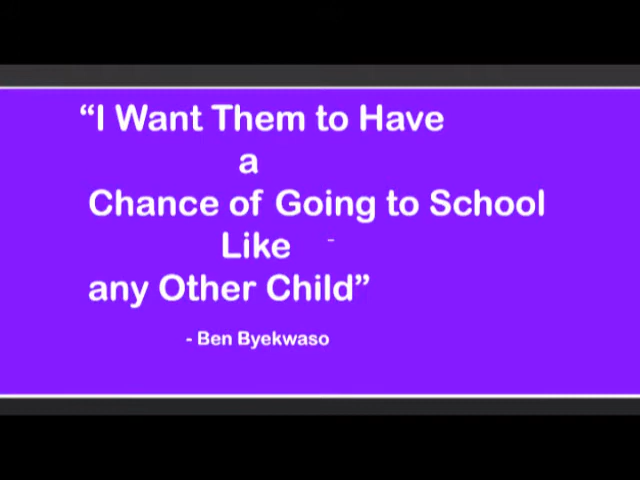 “I Want Them to Have
a
Chance of Going to School
Like -
any Other Child”
- Ben Byekwaso